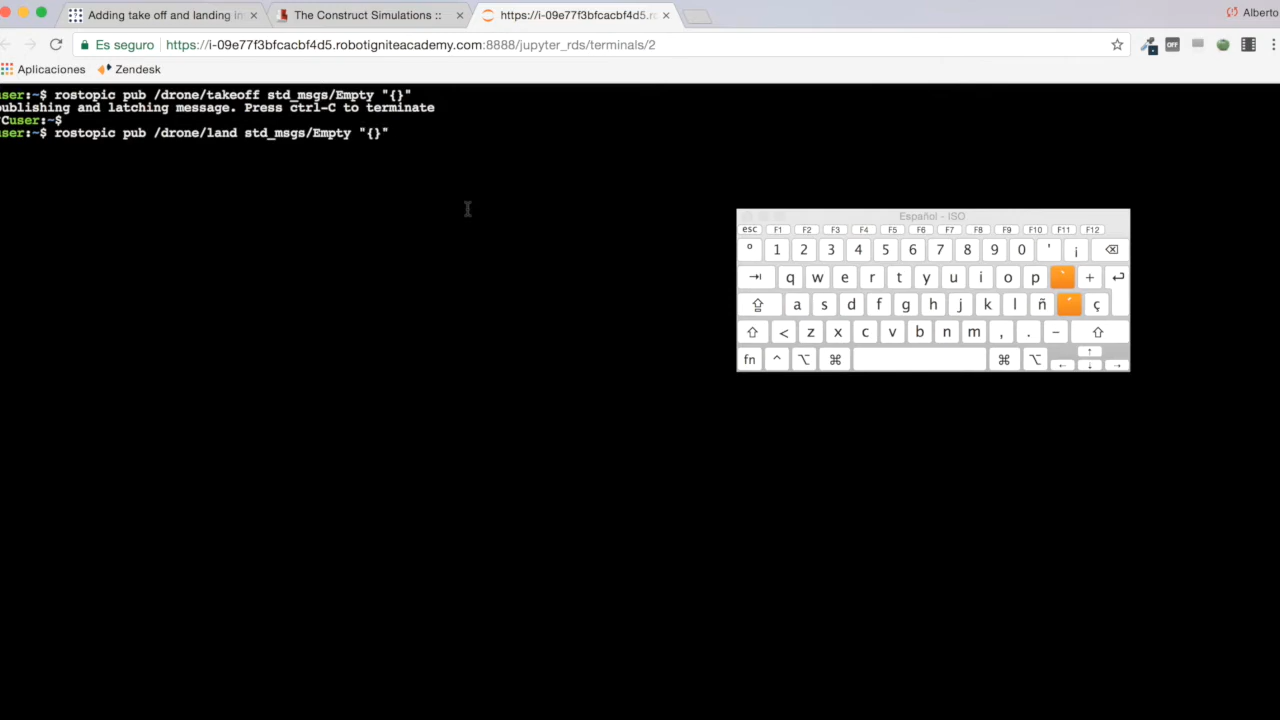 Adding take off and landing in
The Construct Simulations ::
https://i-09e77f3bfcacbf4d5.ro
Alberto
Es seguro
https://i-09e77f3bfcacbf4d5.robotigniteacademy.com:8888/jupyter_rds/terminals/2
OFF
Aplicaciones
Zendesk
user:~$ rostopic pub /drone/takeoff std_msgs/Empty "{}"
publishing and latching message. Press ctrl-C to terminate
^Cuser:~$
user:~$ rostopic pub /drone/land std_msgs/Empty "{}"
Español - ISO
esc F1 F2 F3 F4 F5 F6 F7 F8 F9 F10 F11 F12
º 1 2 3 4 5 6 7 8 9 0 ' ¡ ⌫
⇥ q w e r t y u i o p ` + ↩
⇪ a s d f g h j k l ñ ´ ç
⇧ < z x c v b n m , . - ⇧
fn ^ ⌥ ⌘ ⌘ ⌥ ← ↑ ↓ →